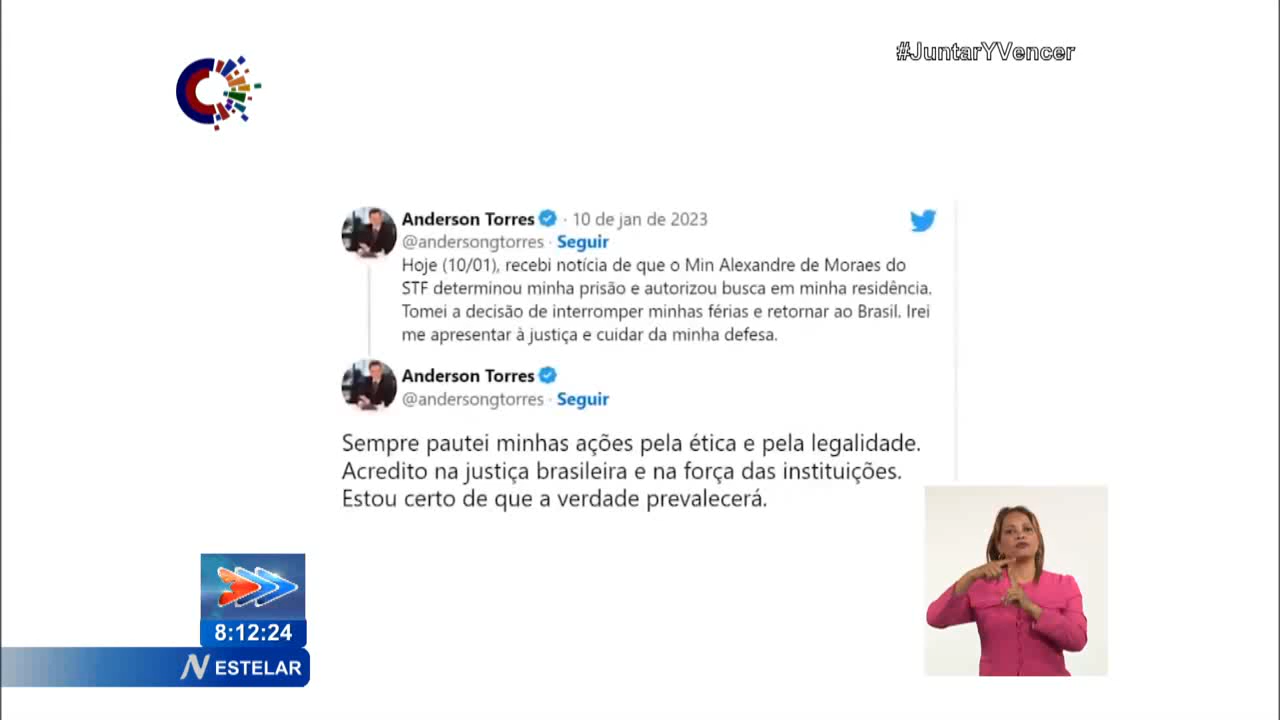 #JuntarYVencer
Anderson Torres · 10 de jan de 2023
@andersongtorres · Seguir
Hoje (10/01), recebi notícia de que o Min Alexandre de Moraes do
STF determinou minha prisão e autorizou busca em minha residência.
Tomei a decisão de interromper minhas férias e retornar ao Brasil. Irei
me apresentar à justiça e cuidar da minha defesa.
Anderson Torres
@andersongtorres · Seguir
Sempre pautei minhas ações pela ética e pela legalidade.
Acredito na justiça brasileira e na força das instituições.
Estou certo de que a verdade prevalecerá.
8:12:24
N ESTELAR